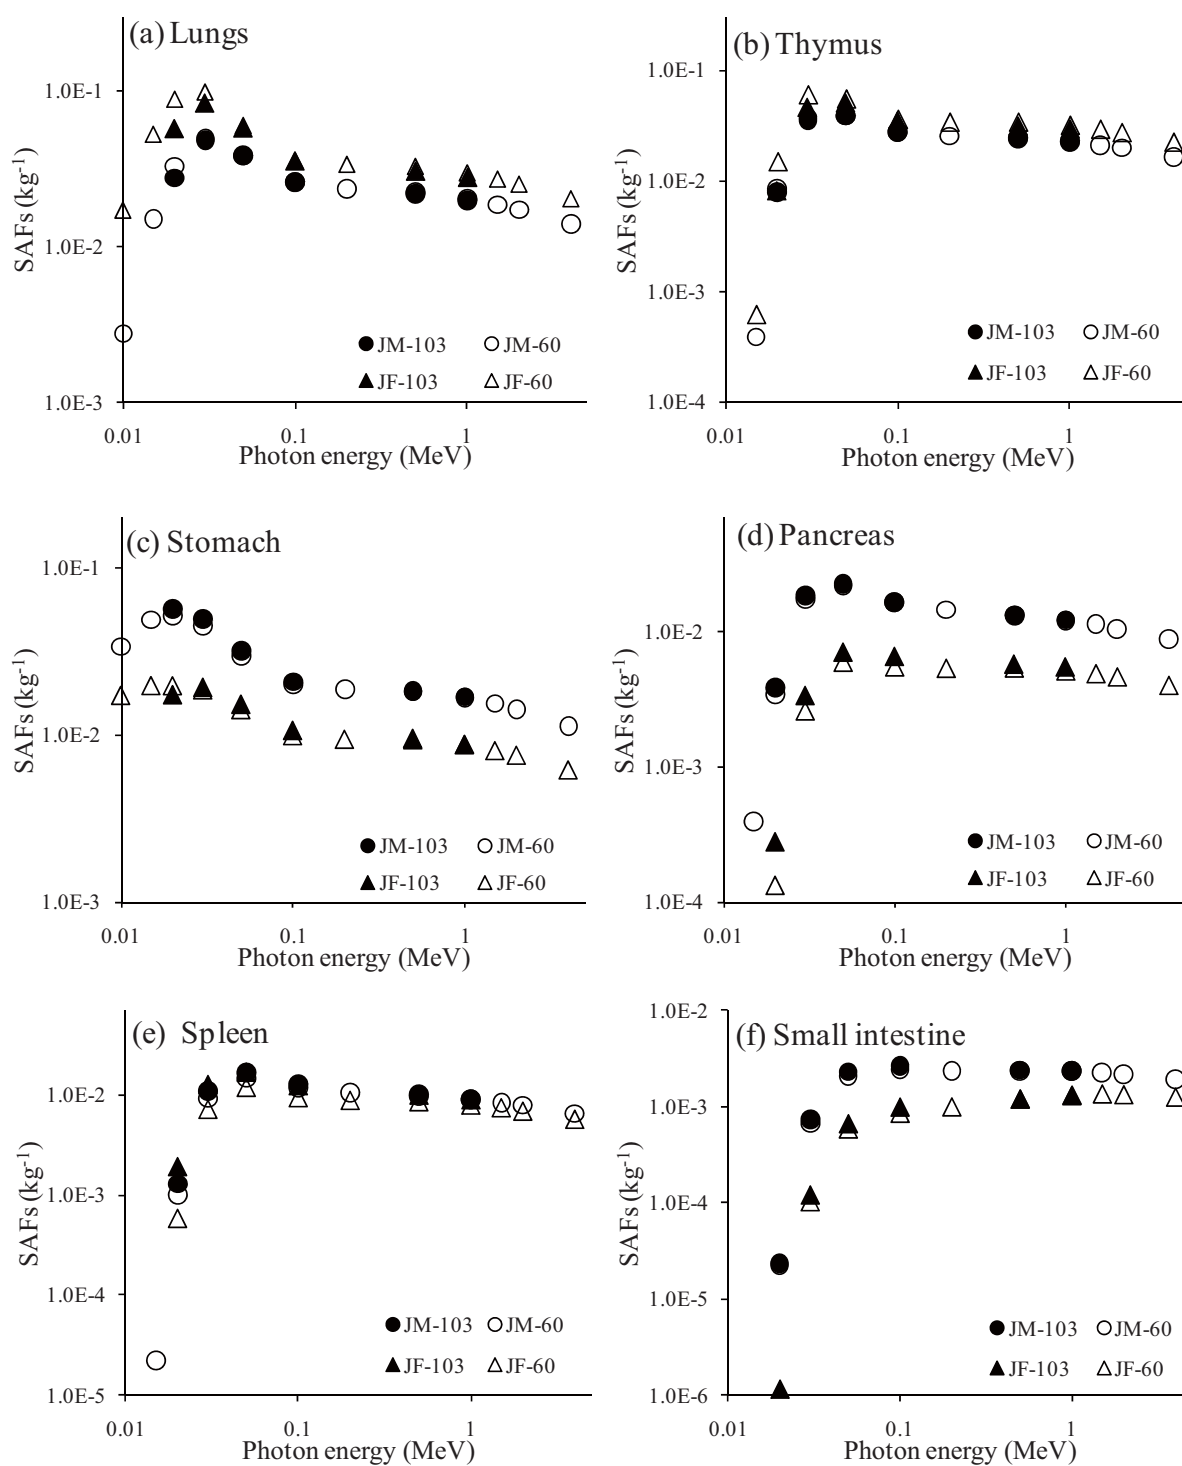 (a) Lungs
1.0E-1
1.0E-2
1.0E-3
SAFs (kg⁻¹)
JM-103 JM-60
JF-103 JF-60
0.01 0.1 1
Photon energy (MeV)
(b) Thymus
1.0E-1
1.0E-2
1.0E-3
1.0E-4
SAFs (kg⁻¹)
JM-103 JM-60
JF-103 JF-60
0.01 0.1 1
Photon energy (MeV)
(c) Stomach
1.0E-1
1.0E-2
1.0E-3
SAFs (kg⁻¹)
JM-103 JM-60
JF-103 JF-60
0.01 0.1 1
Photon energy (MeV)
(d) Pancreas
1.0E-2
1.0E-3
1.0E-4
SAFs (kg⁻¹)
JM-103 JM-60
JF-103 JF-60
0.01 0.1 1
Photon energy (MeV)
(e) Spleen
1.0E-2
1.0E-3
1.0E-4
1.0E-5
SAFs (kg⁻¹)
JM-103 JM-60
JF-103 JF-60
0.01 0.1 1
Photon energy (MeV)
(f) Small intestine
1.0E-2
1.0E-3
1.0E-4
1.0E-5
1.0E-6
SAFs (kg⁻¹)
JM-103 JM-60
JF-103 JF-60
0.01 0.1 1
Photon energy (MeV)